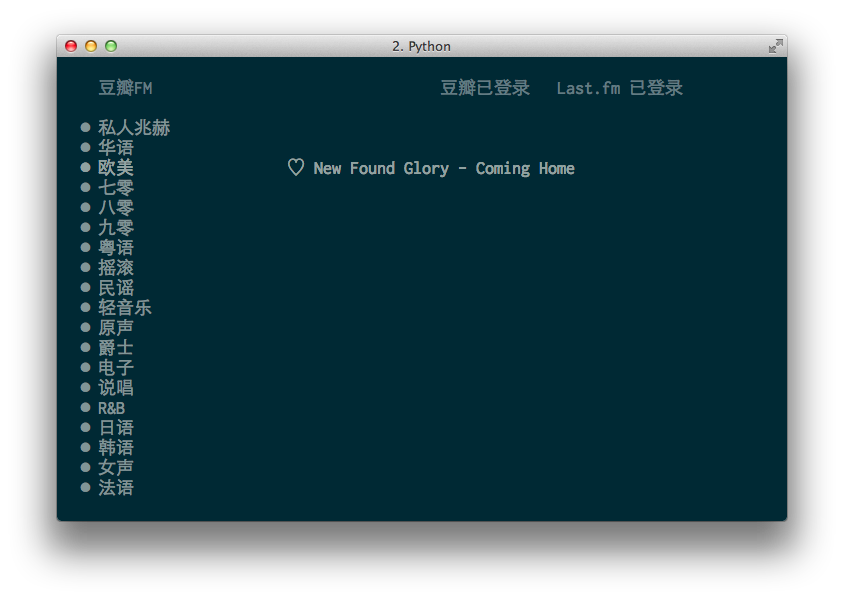 2. Python
豆瓣FM 豆瓣已登录 Last.fm 已登录
私人兆赫
华语
欧美
♡ New Found Glory - Coming Home
七零
八零
九零
粤语
摇滚
民谣
轻音乐
原声
爵士
电子
说唱
R&B
日语
韩语
女声
法语